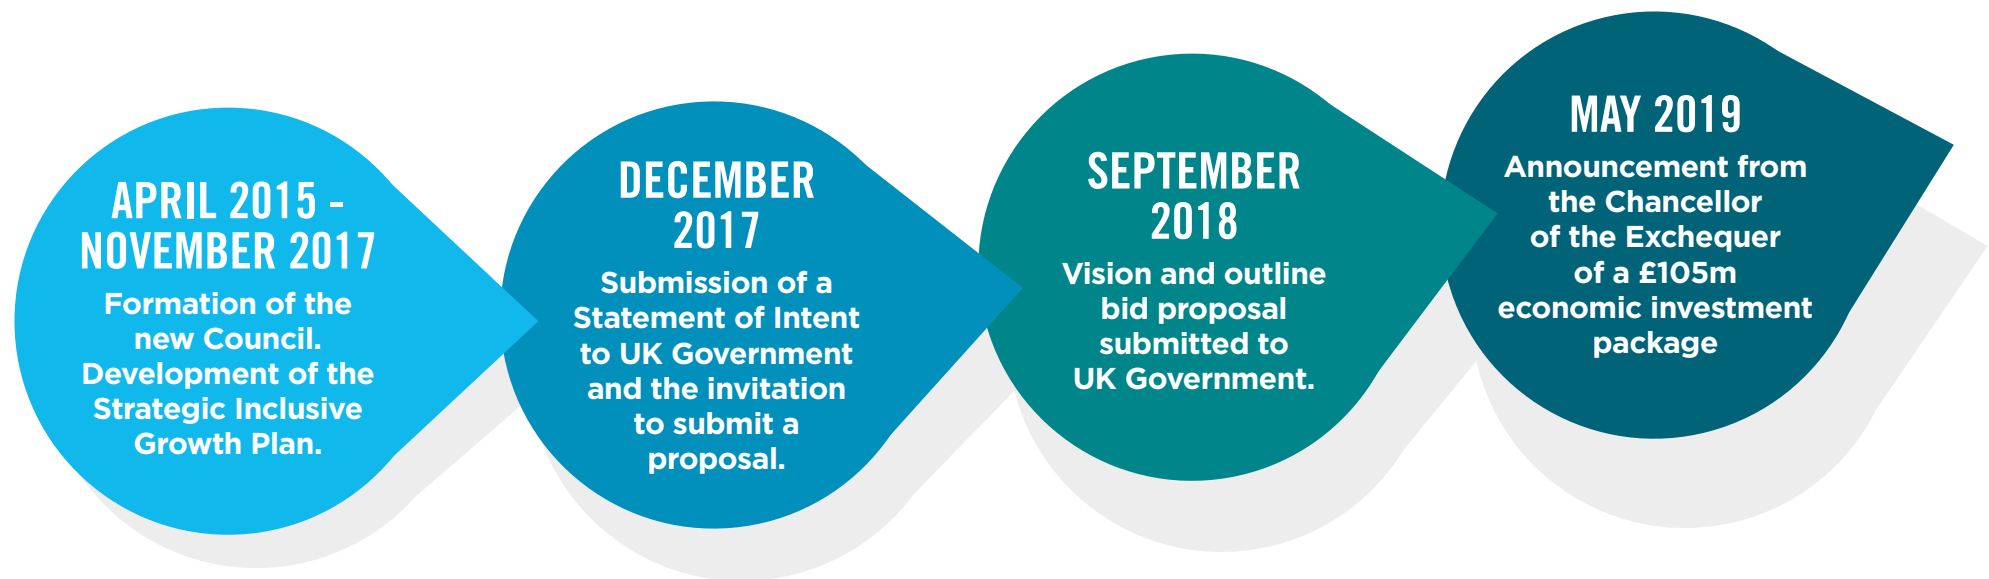 APRIL 2015 -
NOVEMBER 2017
Formation of the
new Council.
Development of the
Strategic Inclusive
Growth Plan.
DECEMBER
2017
Submission of a
Statement of Intent
to UK Government
and the invitation
to submit a
proposal.
SEPTEMBER
2018
Vision and outline
bid proposal
submitted to
UK Government.
MAY 2019
Announcement from
the Chancellor
of the Exchequer
of a £105m
economic investment
package